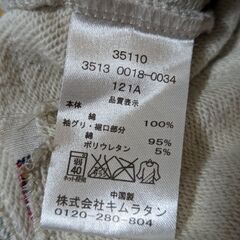 35110
3513 0018-0034
121A
品質表示
本体
綿 100%
袖グリ・裾口部分
綿 95%
ポリウレタン 5%
弱
40
中国製
株式会社キムラタン
0120-280-804